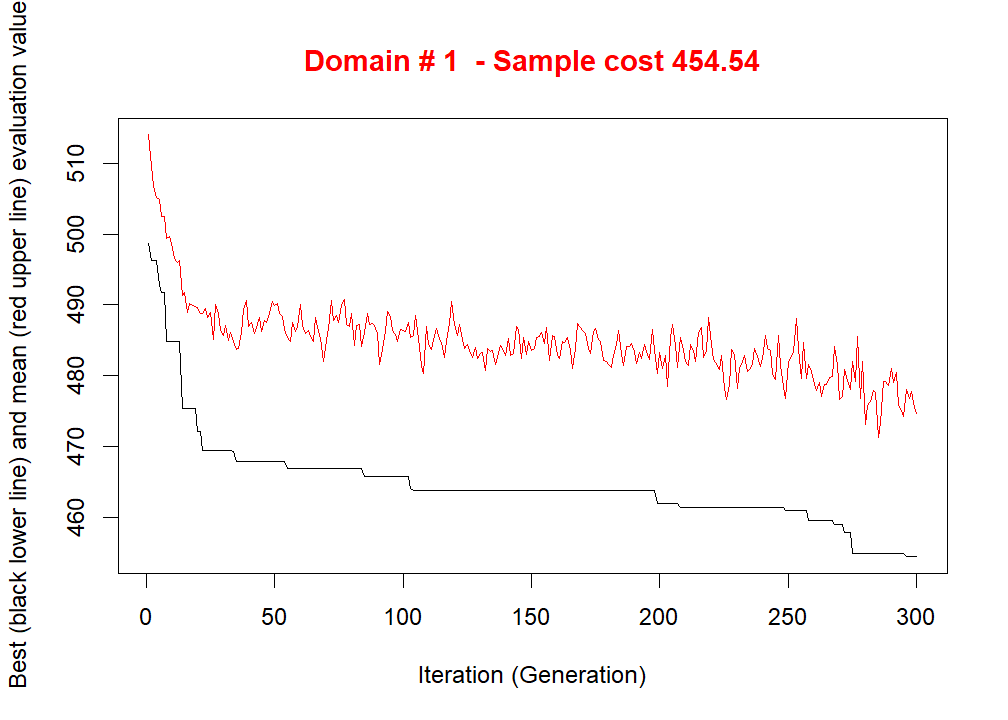 Domain # 1  - Sample cost 454.54
Best (black lower line) and mean (red upper line) evaluation value
510
500
490
480
470
460
0 50 100 150 200 250 300
Iteration (Generation)